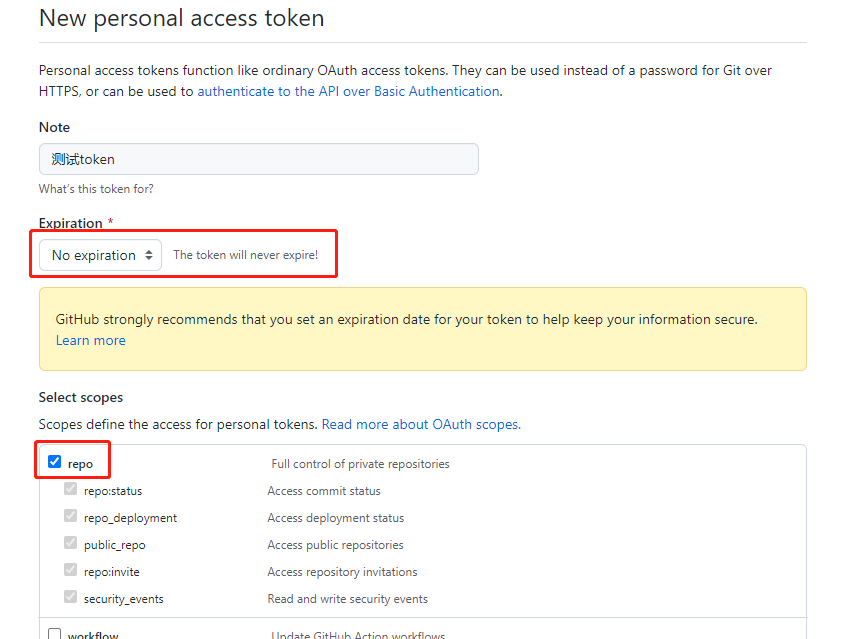 New personal access token
Personal access tokens function like ordinary OAuth access tokens. They can be used instead of a password for Git over
HTTPS, or can be used to authenticate to the API over Basic Authentication.
Note
测试token
What's this token for?
Expiration *
No expiration The token will never expire!
GitHub strongly recommends that you set an expiration date for your token to help keep your information secure.
Learn more
Select scopes
Scopes define the access for personal tokens. Read more about OAuth scopes.
repo Full control of private repositories
repo:status Access commit status
repo_deployment Access deployment status
public_repo Access public repositories
repo:invite Access repository invitations
security_events Read and write security events
workflow Update GitHub Action workflows